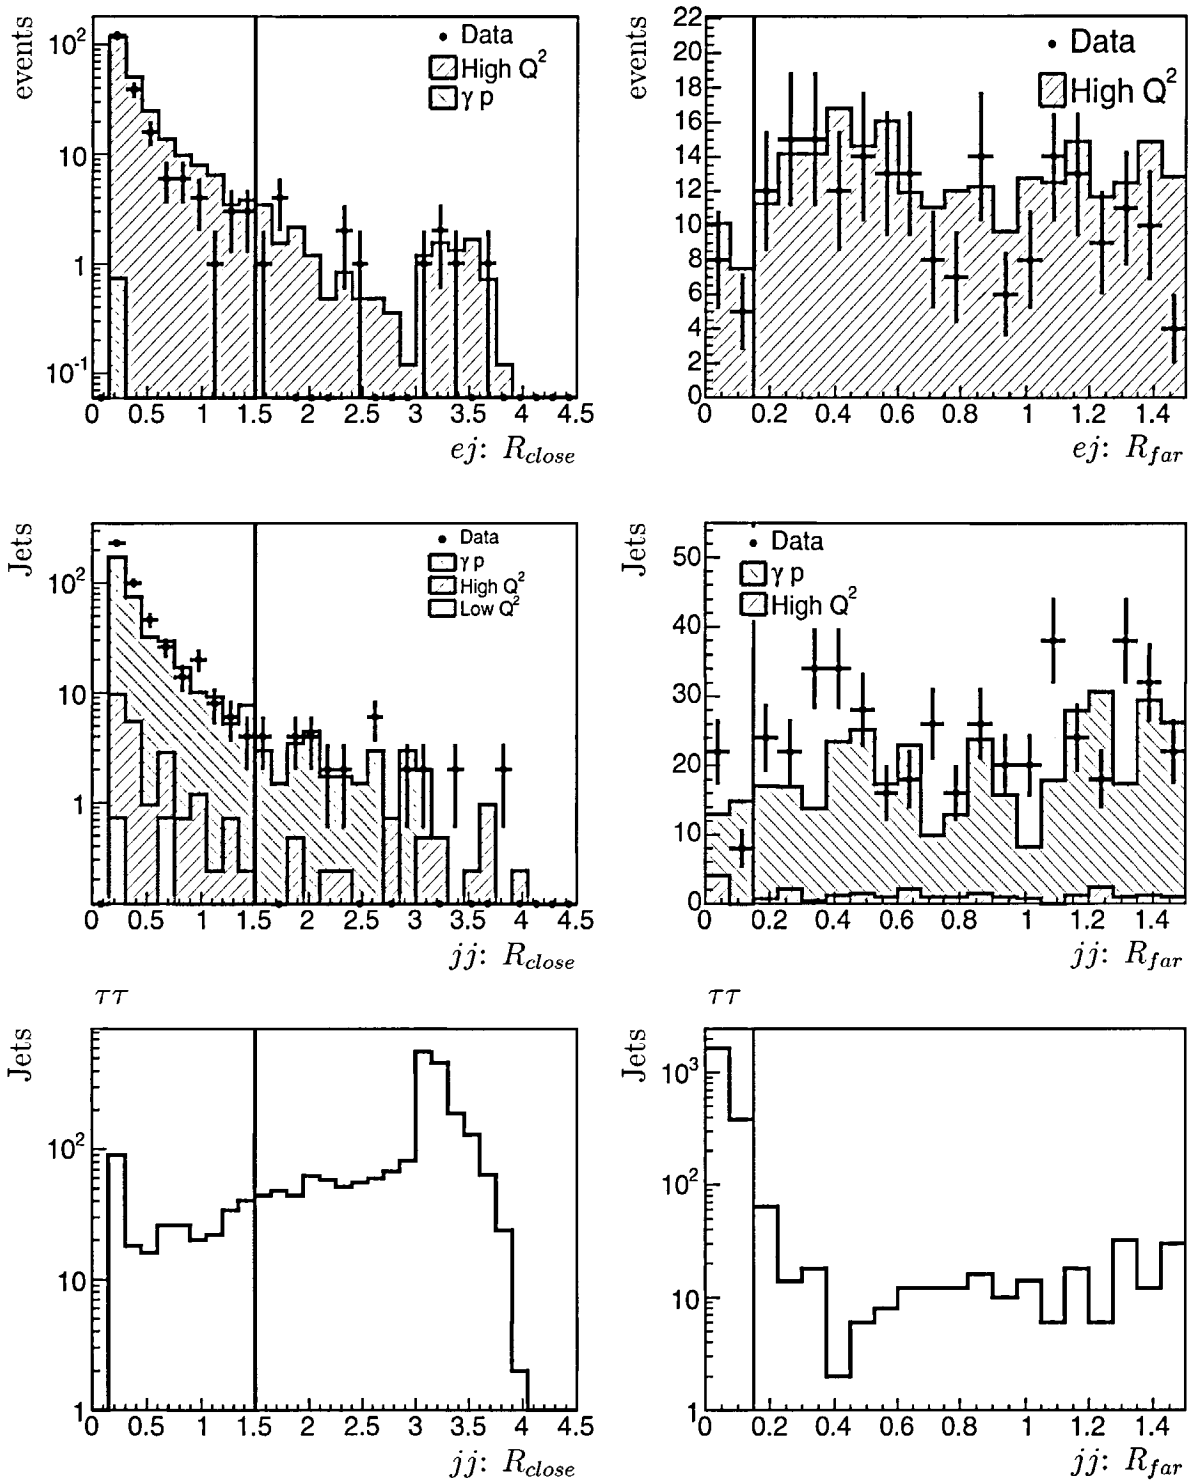 events
10²
10
1
10⁻¹
Data
High Q²
γ p
0 0.5 1 1.5 2 2.5 3 3.5 4 4.5
ej: R_close
events
22
20
18
16
14
12
10
8
6
4
2
0
Data
High Q²
0 0.2 0.4 0.6 0.8 1 1.2 1.4
ej: R_far
Jets
10²
10
1
Data
γ p
High Q²
Low Q²
0 0.5 1 1.5 2 2.5 3 3.5 4 4.5
jj: R_close
Jets
50
40
30
20
10
0
Data
γ p
High Q²
0 0.2 0.4 0.6 0.8 1 1.2 1.4
jj: R_far
ττ
Jets
10²
10
1
0 0.5 1 1.5 2 2.5 3 3.5 4 4.5
jj: R_close
ττ
Jets
10³
10²
10
1
0 0.2 0.4 0.6 0.8 1 1.2 1.4
jj: R_far